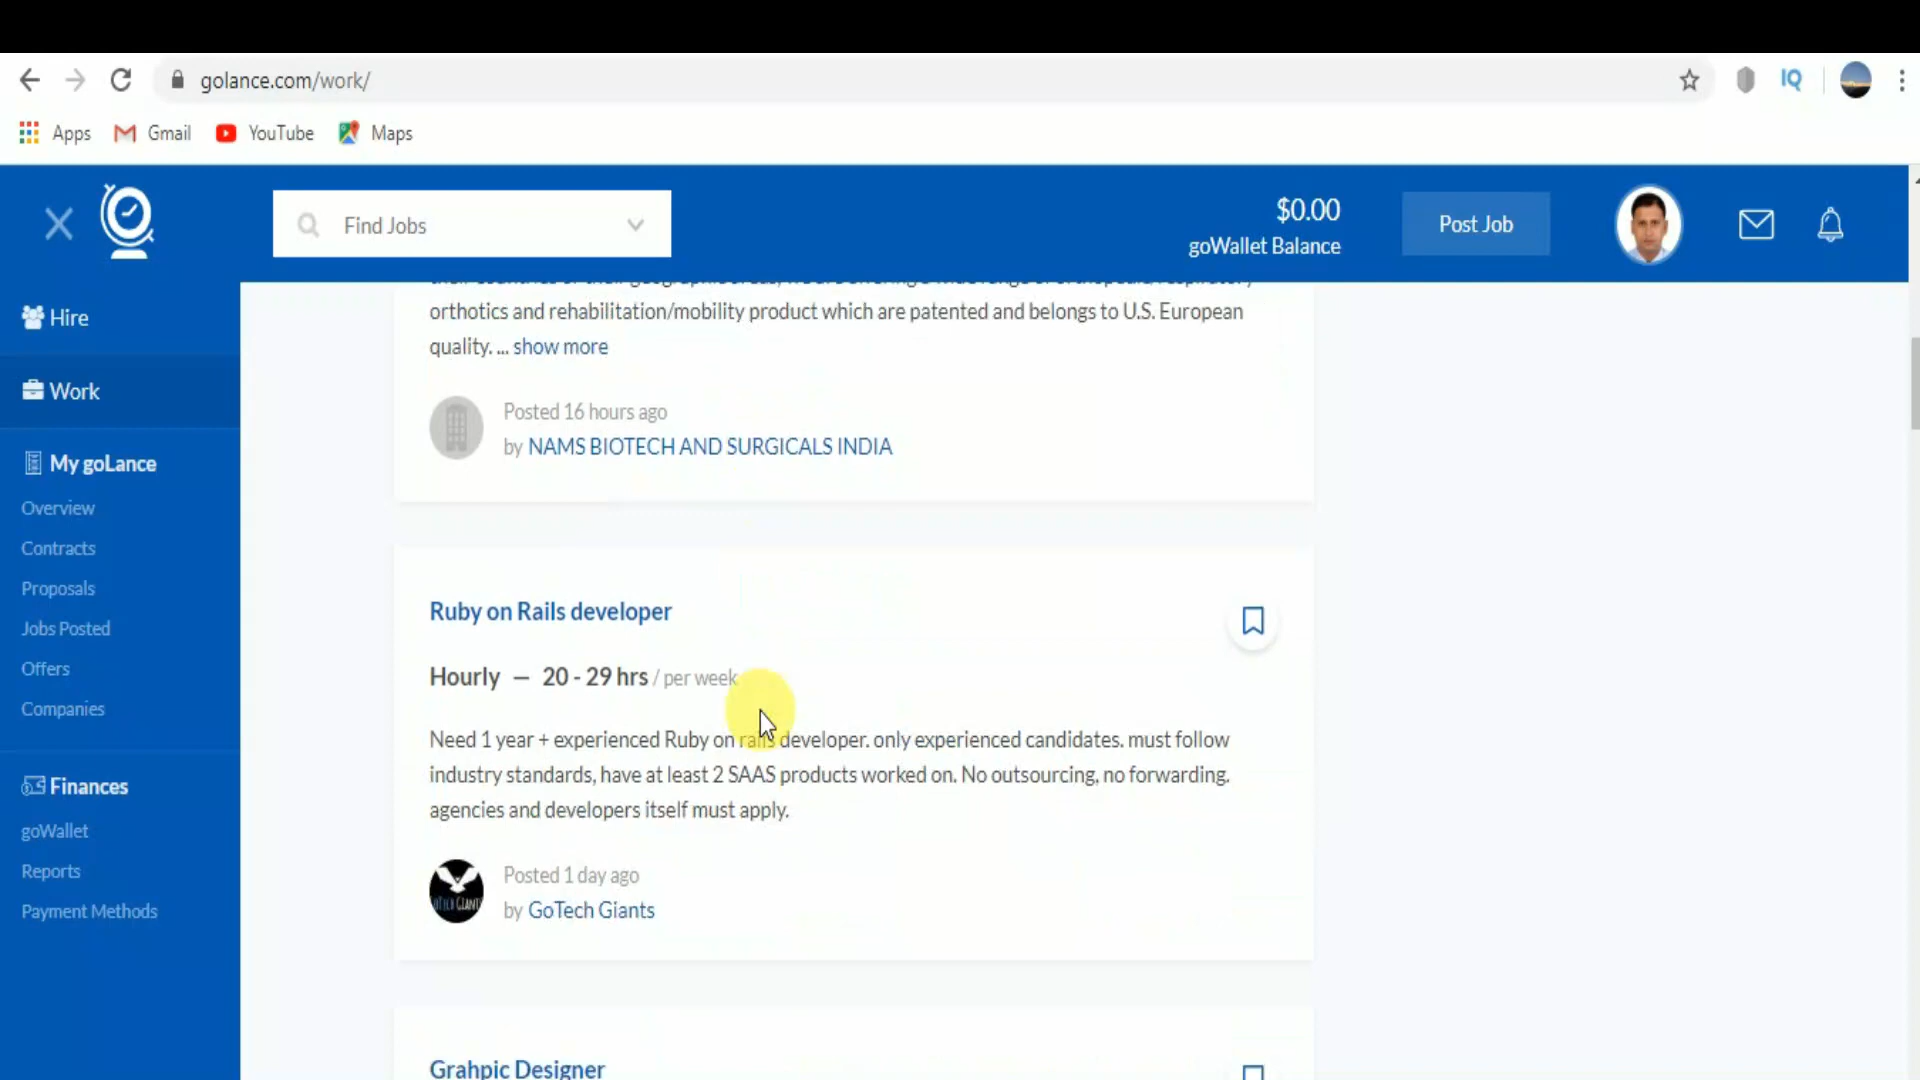 golance.com/work/
IQ
Apps
Gmail
YouTube
Maps
Find Jobs
$0.00
goWallet Balance
Post Job
Hire
Work
My goLance
Overview
Contracts
Proposals
Jobs Posted
Offers
Companies
Finances
goWallet
Reports
Payment Methods
orthotics and rehabilitation/mobility product which are patented and belongs to U.S. European
quality. ... show more
Posted 16 hours ago
by NAMS BIOTECH AND SURGICALS INDIA
Ruby on Rails developer
Hourly — 20 - 29 hrs / per week
Need 1 year + experienced Ruby on rails developer. only experienced candidates. must follow
industry standards, have at least 2 SAAS products worked on. No outsourcing, no forwarding.
agencies and developers itself must apply.
Posted 1 day ago
by GoTech Giants
Grahpic Designer